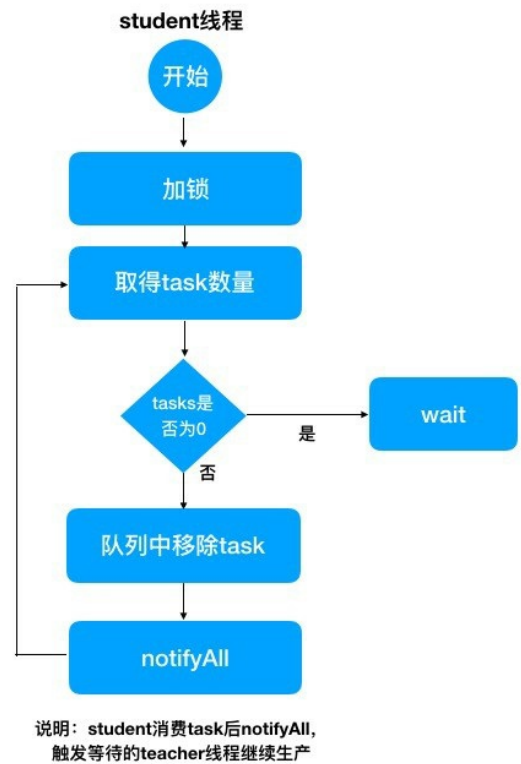 student线程
开始
加锁
取得task数量
tasks是
否为0
是
wait
否
队列中移除task
notifyAll
说明：student消费task后notifyAll，
触发等待的teacher线程继续生产